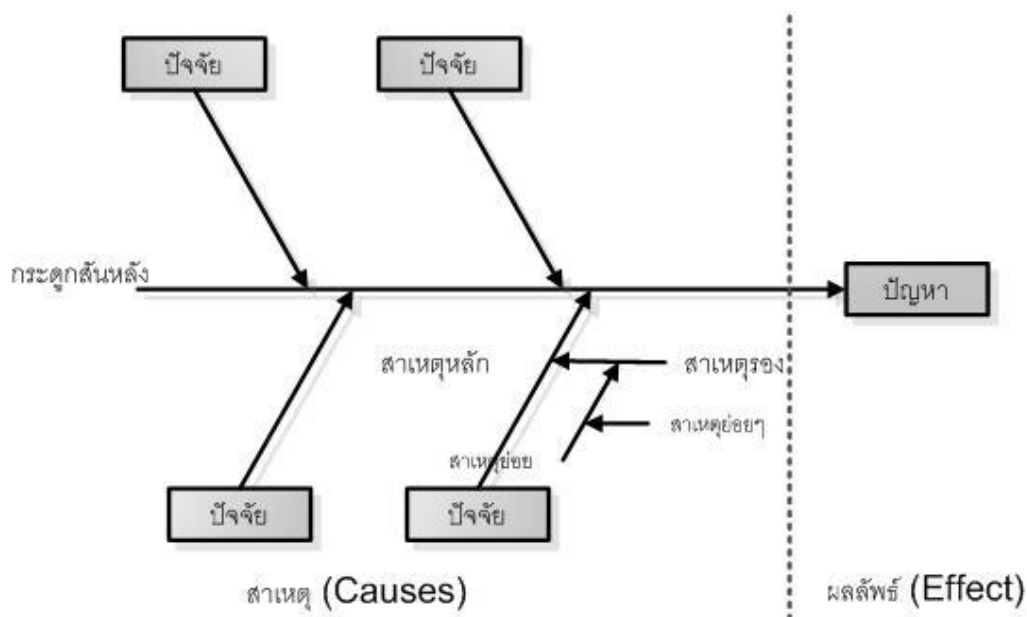 ปัจจัย
ปัจจัย
กระดูกสันหลัง
ปัญหา
สาเหตุหลัก
สาเหตุรอง
สาเหตุย่อยๆ
สาเหตุย่อย
ปัจจัย
ปัจจัย
สาเหตุ (Causes)
ผลลัพธ์ (Effect)